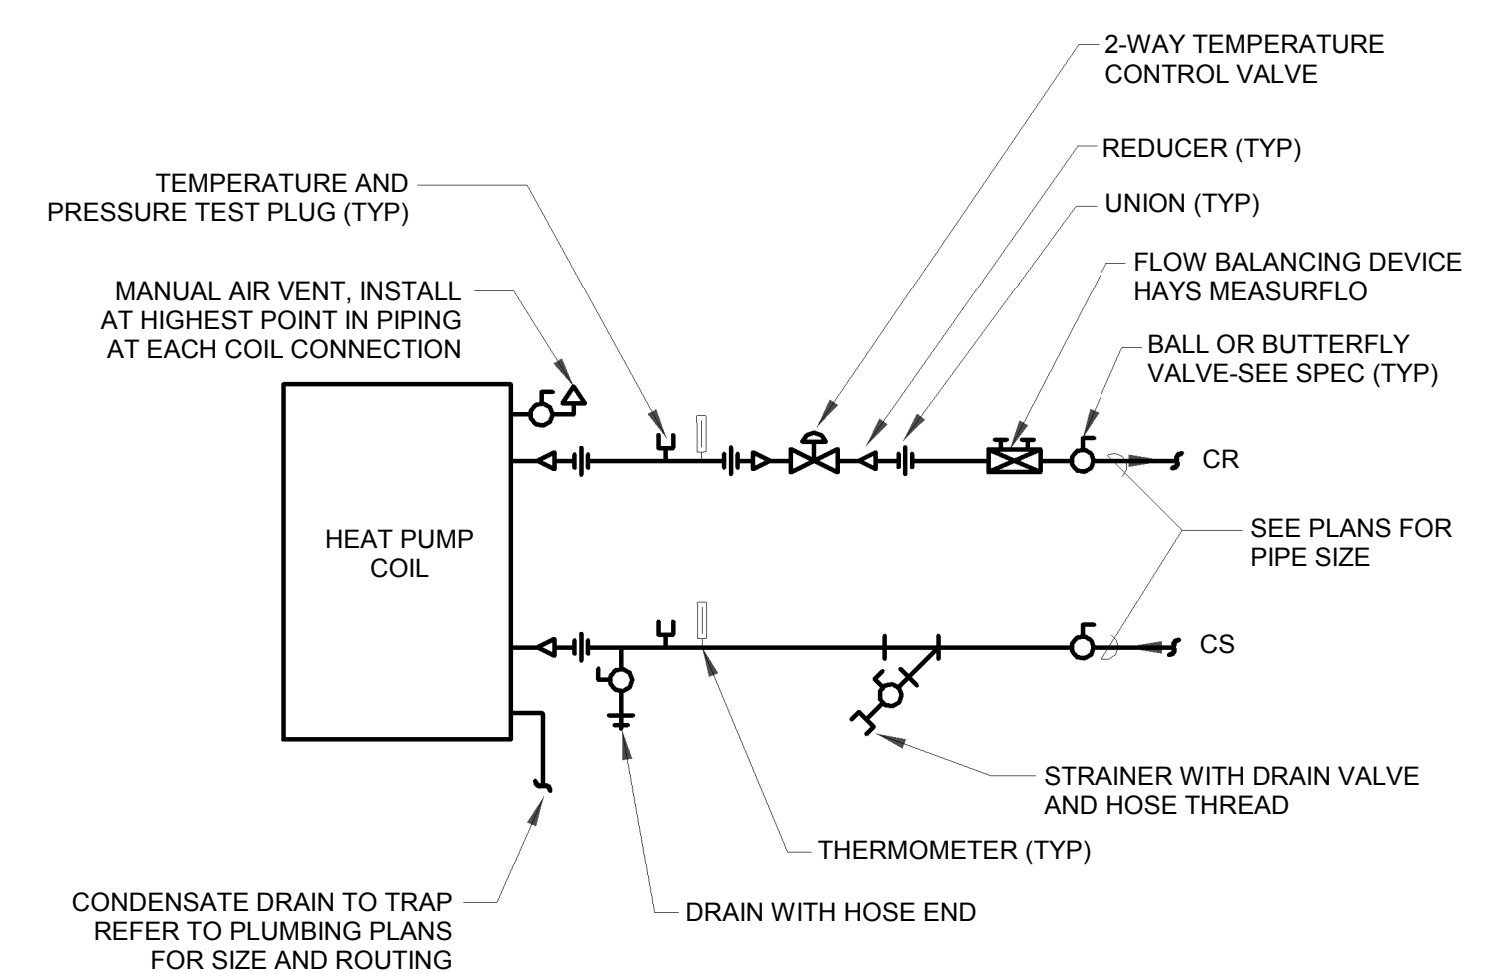 2-WAY TEMPERATURE
CONTROL VALVE
REDUCER (TYP)
TEMPERATURE AND
PRESSURE TEST PLUG (TYP)
UNION (TYP)
FLOW BALANCING DEVICE
HAYS MEASURFLO
MANUAL AIR VENT, INSTALL
AT HIGHEST POINT IN PIPING
AT EACH COIL CONNECTION
BALL OR BUTTERFLY
VALVE-SEE SPEC (TYP)
CR
HEAT PUMP
COIL
SEE PLANS FOR
PIPE SIZE
CS
STRAINER WITH DRAIN VALVE
AND HOSE THREAD
THERMOMETER (TYP)
CONDENSATE DRAIN TO TRAP
REFER TO PLUMBING PLANS
FOR SIZE AND ROUTING
DRAIN WITH HOSE END